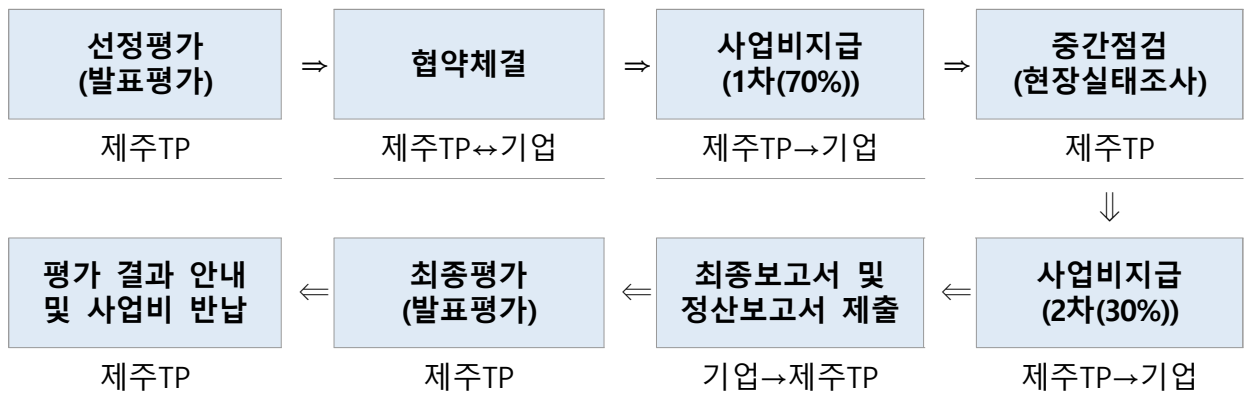 선정평가
(발표평가)
⇒
협약체결
⇒
사업비지급
(1차(70%))
⇒
중간점검
(현장실태조사)
제주TP
제주TP↔기업
제주TP→기업
제주TP
⇓
평가 결과 안내
및 사업비 반납
⇐
최종평가
(발표평가)
⇐
최종보고서 및
정산보고서 제출
⇐
사업비지급
(2차(30%))
제주TP
제주TP
기업→제주TP
제주TP→기업